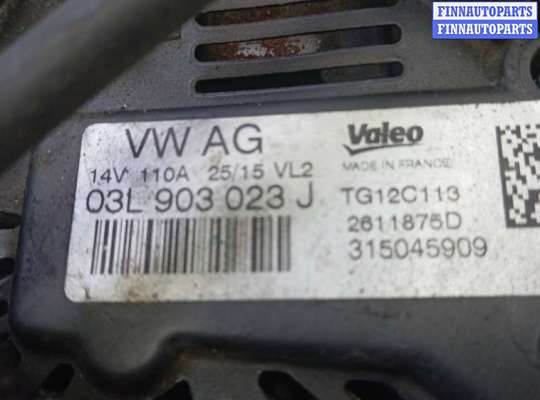 FINNAUTOPARTS
FINNAUTOPARTS
VW AG
14V 110A 25/15 VL2
03L 903 023 J
Valeo
MADE IN FRANCE
TG12C113
2611875D
315045909